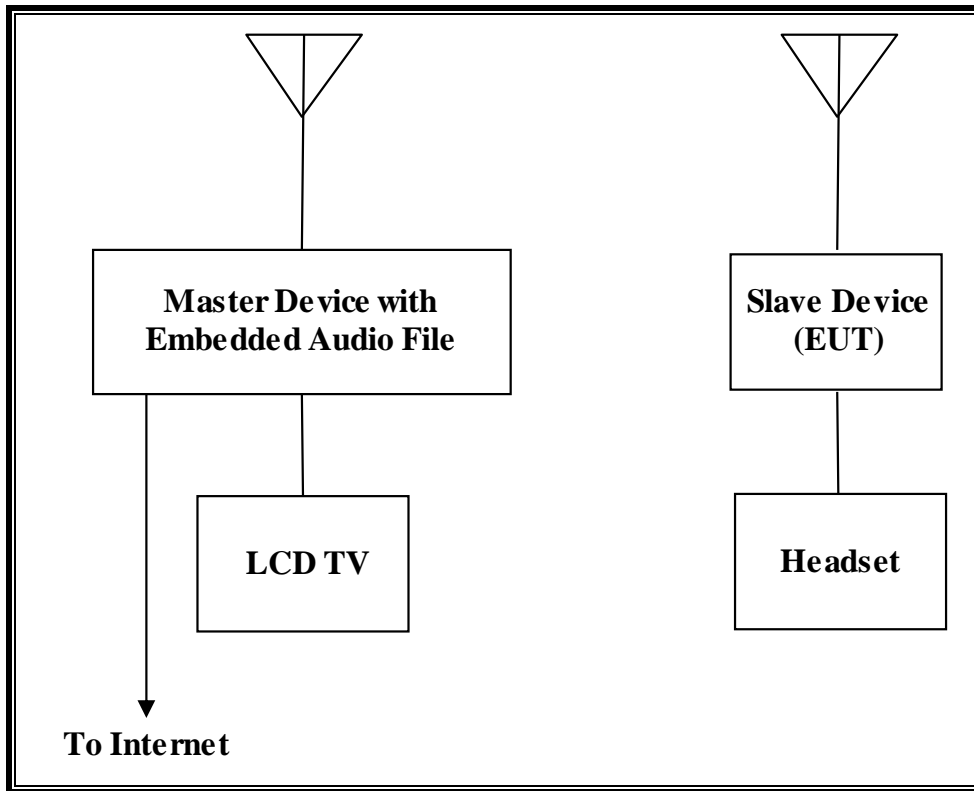 Master Device with
Embedded Audio File
Slave Device
(EUT)
LCD TV
Headset
To Internet